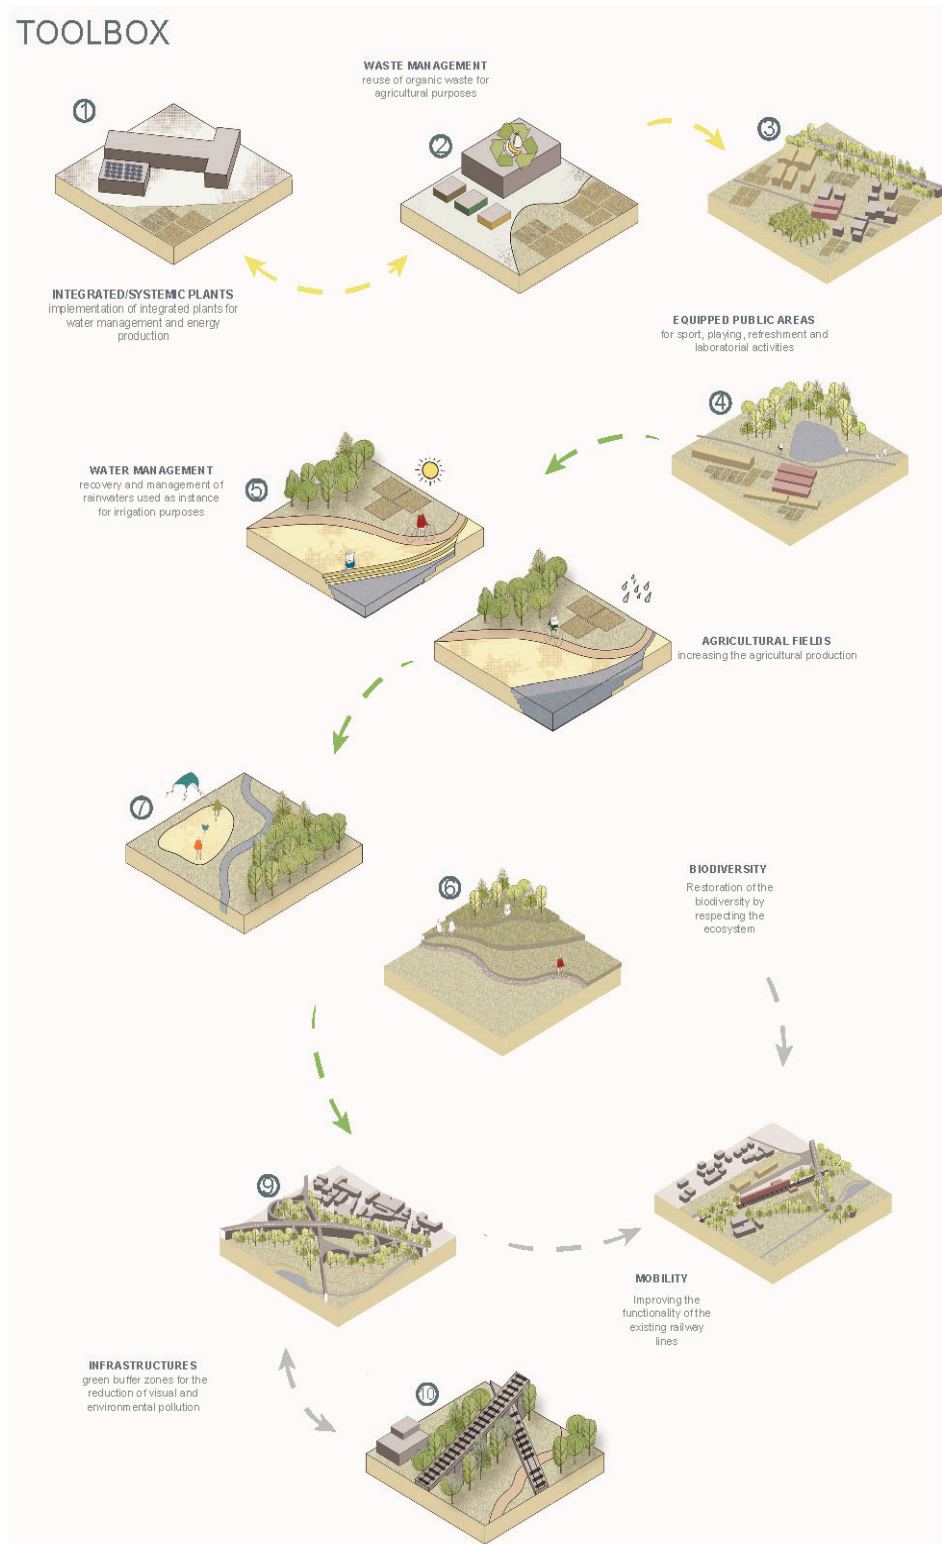 TOOLBOX
WASTE MANAGEMENT
reuse of organic waste for
agricultural purposes
1
2
3
INTEGRATED/SYSTEMIC PLANTS
implementation of integrated plants for
water management and energy
production
EQUIPPED PUBLIC AREAS
for sport, playing, refreshment and
laboratorial activities
4
WATER MANAGEMENT
recovery and management of
rainwaters used as instance
for irrigation purposes
5
AGRICULTURAL FIELDS
increasing the agricultural production
7
6
BIODIVERSITY
Restoration of the
biodiversity by
respecting the
ecosystem
9
MOBILITY
Improving the
functionality of the
existing railway
lines
INFRASTRUCTURES
green buffer zones for the
reduction of visual and
environmental pollution
10